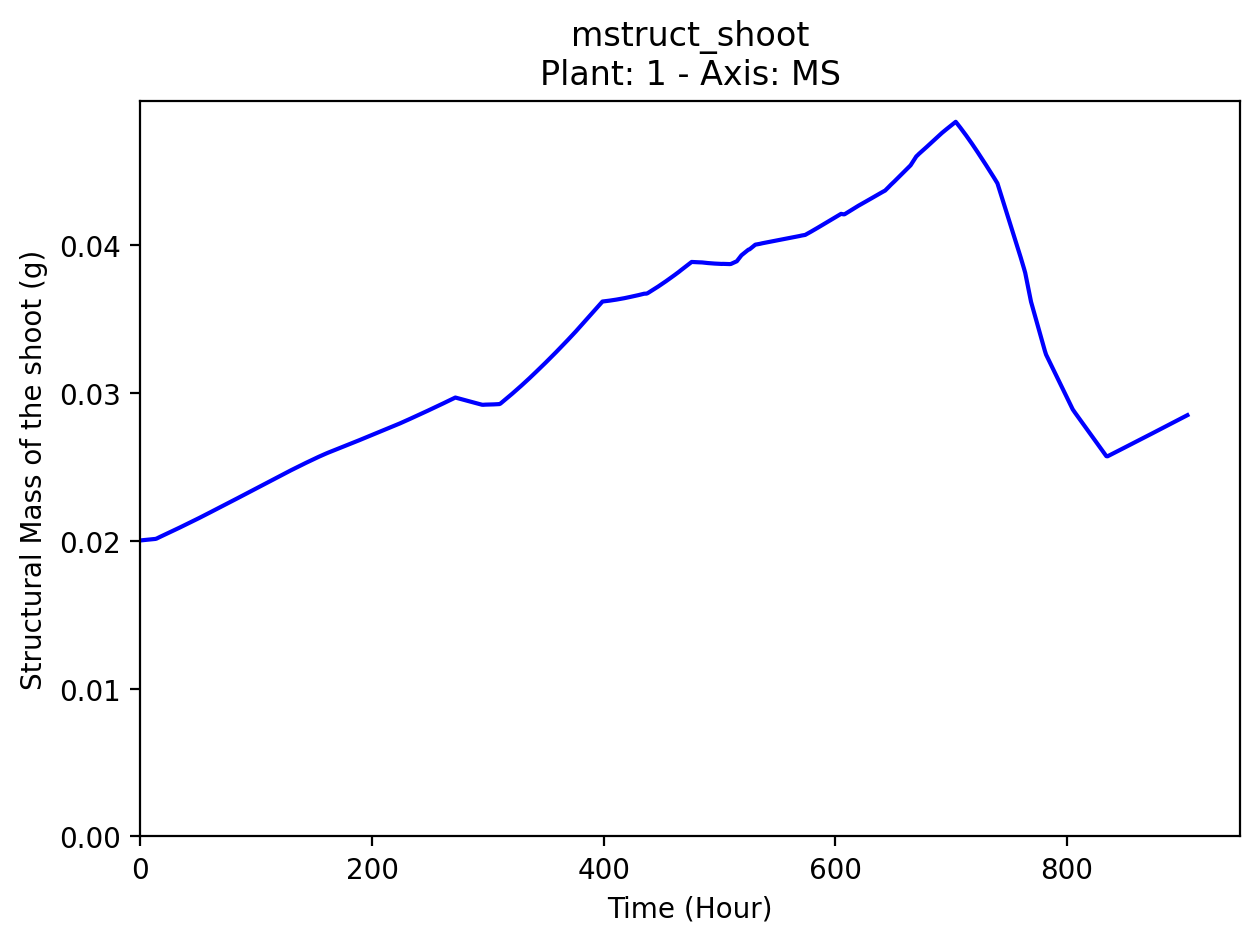 mstruct_shoot
Plant: 1 - Axis: MS
Structural Mass of the shoot (g)
0.04
0.03
0.02
0.01
0.00
0 200 400 600 800
Time (Hour)